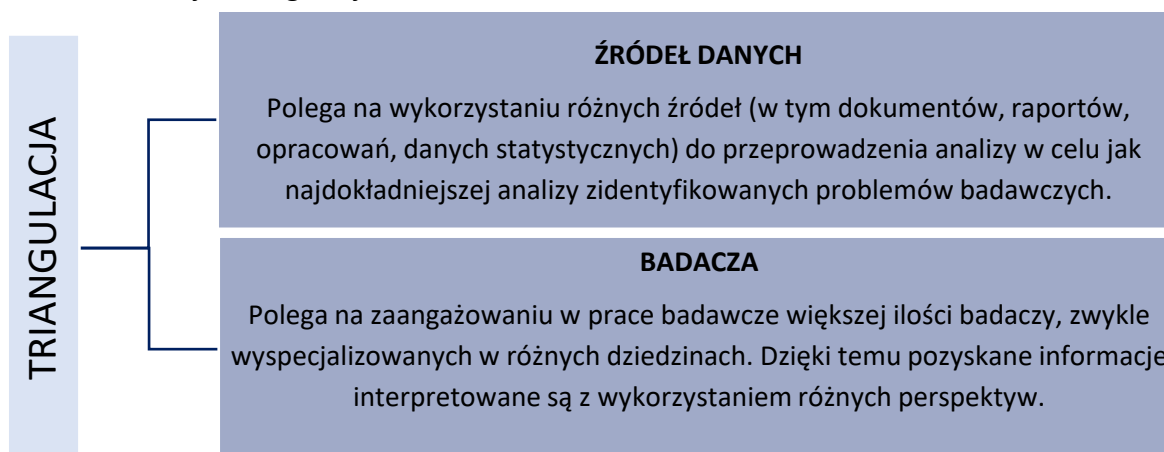 TRIANGULACJA
ŹRÓDEŁ DANYCH
Polega na wykorzystaniu różnych źródeł (w tym dokumentów, raportów,
opracowań, danych statystycznych) do przeprowadzenia analizy w celu jak
najdokładniejszej analizy zidentyfikowanych problemów badawczych.
BADACZA
Polega na zaangażowaniu w prace badawcze większej ilości badaczy, zwykle
wyspecjalizowanych w różnych dziedzinach. Dzięki temu pozyskane informacje
interpretowane są z wykorzystaniem różnych perspektyw.